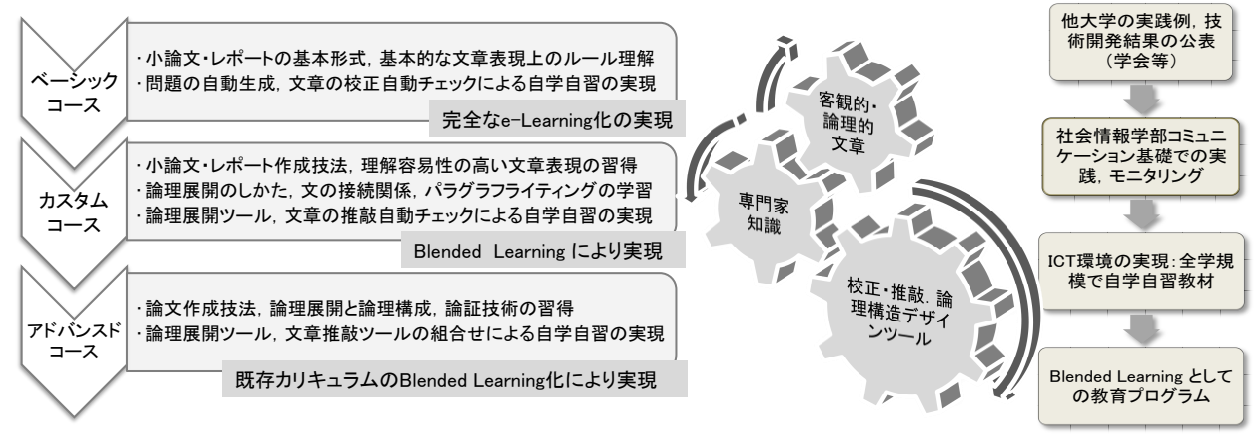 ベーシック
コース
・小論文・レポートの基本形式，基本的な文章表現上のルール理解
・問題の自動生成，文章の校正自動チェックによる自学自習の実現
完全なe-Learning化の実現
カスタム
コース
・小論文・レポート作成技法，理解容易性の高い文章表現の習得
・論理展開のしかた，文の接続関係，パラグラフライティングの学習
・論理展開ツール，文章の推敲自動チェックによる自学自習の実現
Blended Learning により実現
アドバンスド
コース
・論文作成技法，論理展開と論理構成，論証技術の習得
・論理展開ツール，文章推敲ツールの組合せによる自学自習の実現
既存カリキュラムのBlended Learning化により実現
客観的・
論理的
文章
専門家
知識
校正・推敲．論
理構造デザイ
ンツール
他大学の実践例，技
術開発結果の公表
（学会等）
社会情報学部コミュニ
ケーション基礎での実
践，モニタリング
ICT環境の実現：全学規
模で自学自習教材
Blended Learning として
の教育プログラム